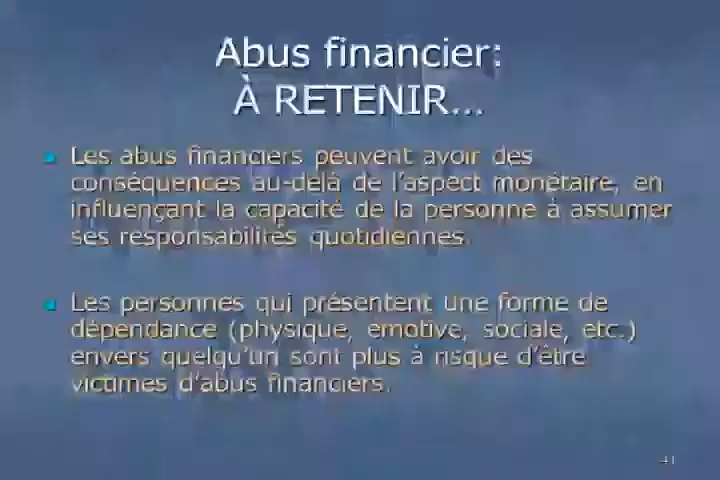 Abus financier:
À RETENIR...
Les abus financiers peuvent avoir des
conséquences au-delà de l'aspect monétaire, en
influençant la capacité de la personne à assumer
ses responsabilités quotidiennes.
Les personnes qui présentent une forme de
dépendance (physique, émotive, sociale, etc.)
envers quelqu'un sont plus à risque d'être
victimes d'abus financiers.
41